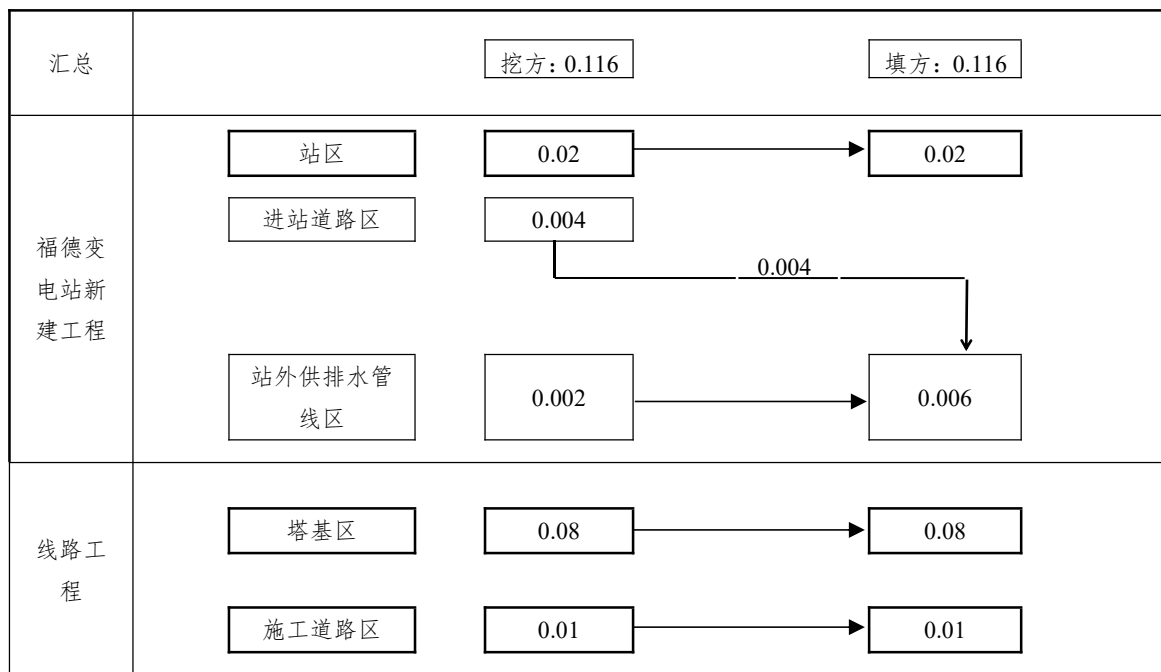 汇总
挖方：0.116
填方：0.116
站区
0.02
0.02
进站道路区
0.004
0.004
福德变
电站新
建工程
站外供排水管
线区
0.002
0.006
线路工
程
塔基区
0.08
0.08
施工道路区
0.01
0.01